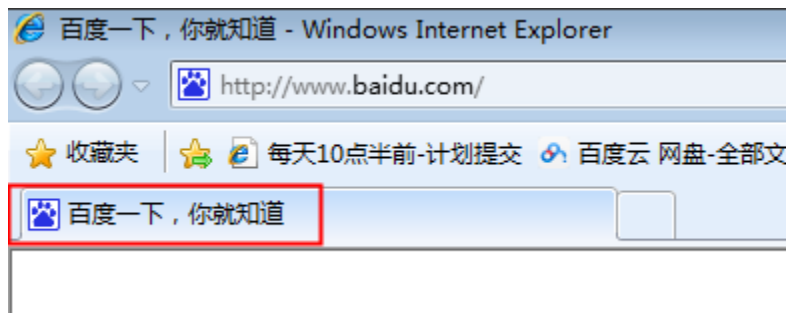 百度一下，你就知道 - Windows Internet Explorer
http://www.baidu.com/
收藏夹 每天10点半前-计划提交 百度云 网盘-全部文
百度一下，你就知道